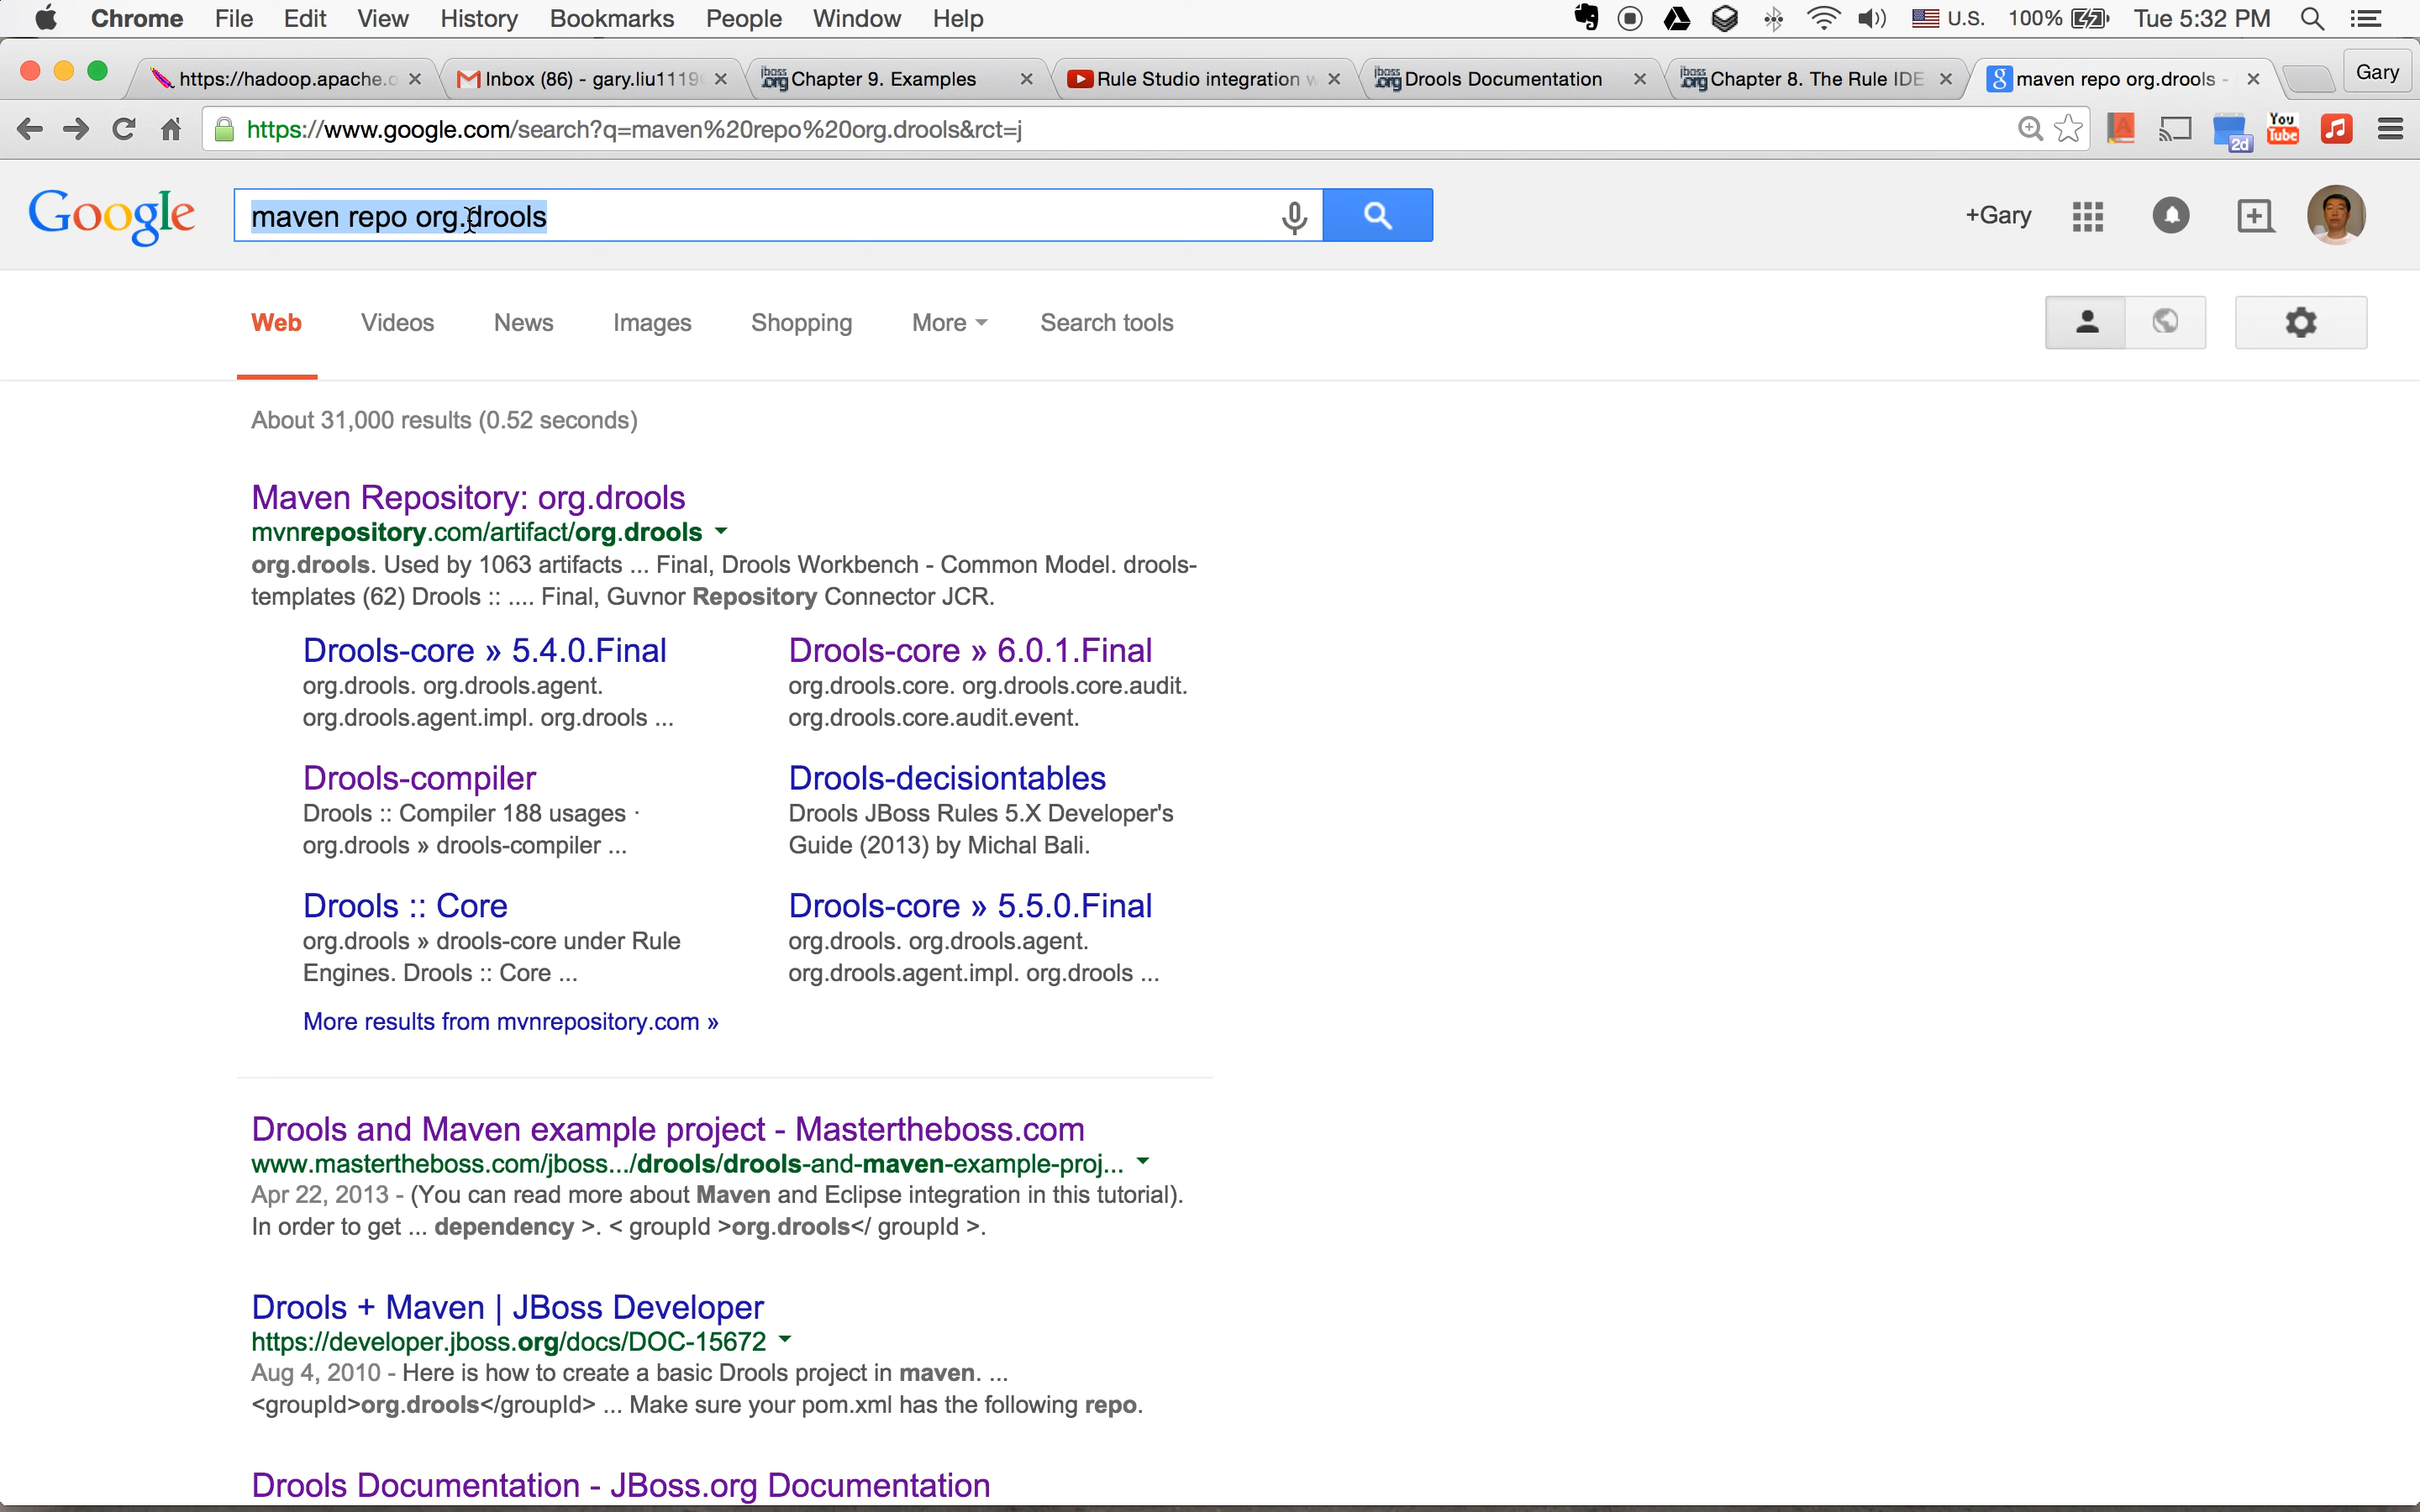 Chrome File Edit View History Bookmarks People Window Help U.S. 100% Tue 5:32 PM
https://hadoop.apache.o Inbox (86) - gary.liu1119 Chapter 9. Examples Rule Studio integration w Drools Documentation Chapter 8. The Rule IDE maven repo org.drools - Gary
https://www.google.com/search?q=maven%20repo%20org.drools&rct=j You Tube 2d
Google maven repo org.drools +Gary
Web Videos News Images Shopping More Search tools
About 31,000 results (0.52 seconds)
Maven Repository: org.drools
mvnrepository.com/artifact/org.drools
org.drools. Used by 1063 artifacts ... Final, Drools Workbench - Common Model. drools-
templates (62) Drools :: .... Final, Guvnor Repository Connector JCR.
Drools-core » 5.4.0.Final
org.drools. org.drools.agent.
org.drools.agent.impl. org.drools ...
Drools-core » 6.0.1.Final
org.drools.core. org.drools.core.audit.
org.drools.core.audit.event.
Drools-compiler
Drools :: Compiler 188 usages ·
org.drools » drools-compiler ...
Drools-decisiontables
Drools JBoss Rules 5.X Developer's
Guide (2013) by Michal Bali.
Drools :: Core
org.drools » drools-core under Rule
Engines. Drools :: Core ...
Drools-core » 5.5.0.Final
org.drools. org.drools.agent.
org.drools.agent.impl. org.drools ...
More results from mvnrepository.com »
Drools and Maven example project - Mastertheboss.com
www.mastertheboss.com/jboss.../drools/drools-and-maven-example-proj...
Apr 22, 2013 - (You can read more about Maven and Eclipse integration in this tutorial).
In order to get ... dependency >. < groupId >org.drools</ groupId >.
Drools + Maven | JBoss Developer
https://developer.jboss.org/docs/DOC-15672
Aug 4, 2010 - Here is how to create a basic Drools project in maven. ...
<groupId>org.drools</groupId> ... Make sure your pom.xml has the following repo.
Drools Documentation - JBoss.org Documentation